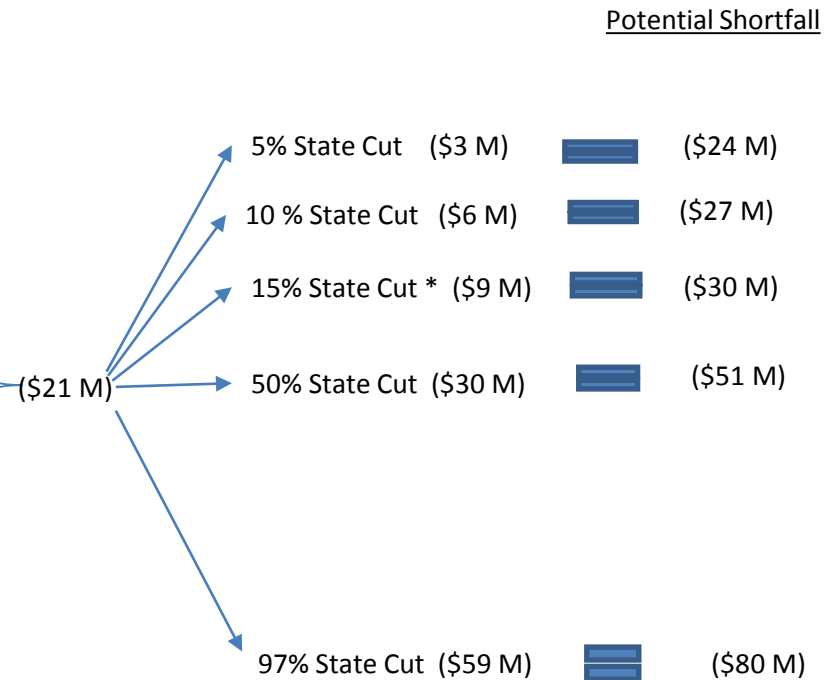 Potential Shortfall
5% State Cut ($3 M) ($24 M)
10 % State Cut ($6 M) ($27 M)
15% State Cut * ($9 M) ($30 M)
($21 M) 50% State Cut ($30 M) ($51 M)
97% State Cut ($59 M) ($80 M)